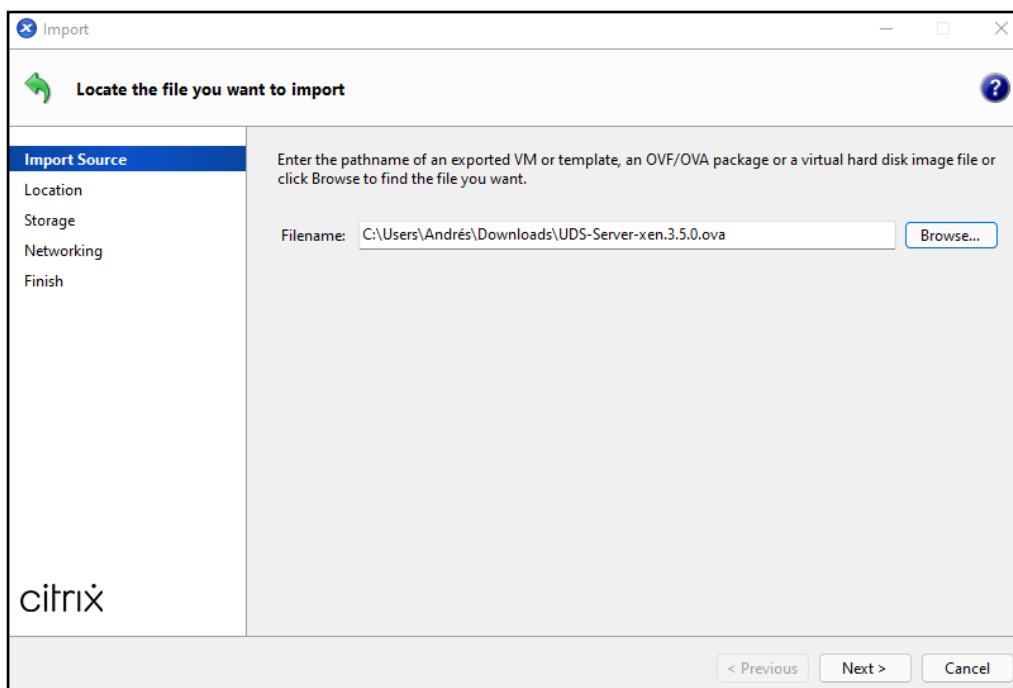 Import
Locate the file you want to import
?
Import Source
Location
Storage
Networking
Finish
Enter the pathname of an exported VM or template, an OVF/OVA package or a virtual hard disk image file or
click Browse to find the file you want.
Filename: C:\Users\Andrés\Downloads\UDS-Server-xen.3.5.0.ova Browse...
citrix
< Previous Next > Cancel